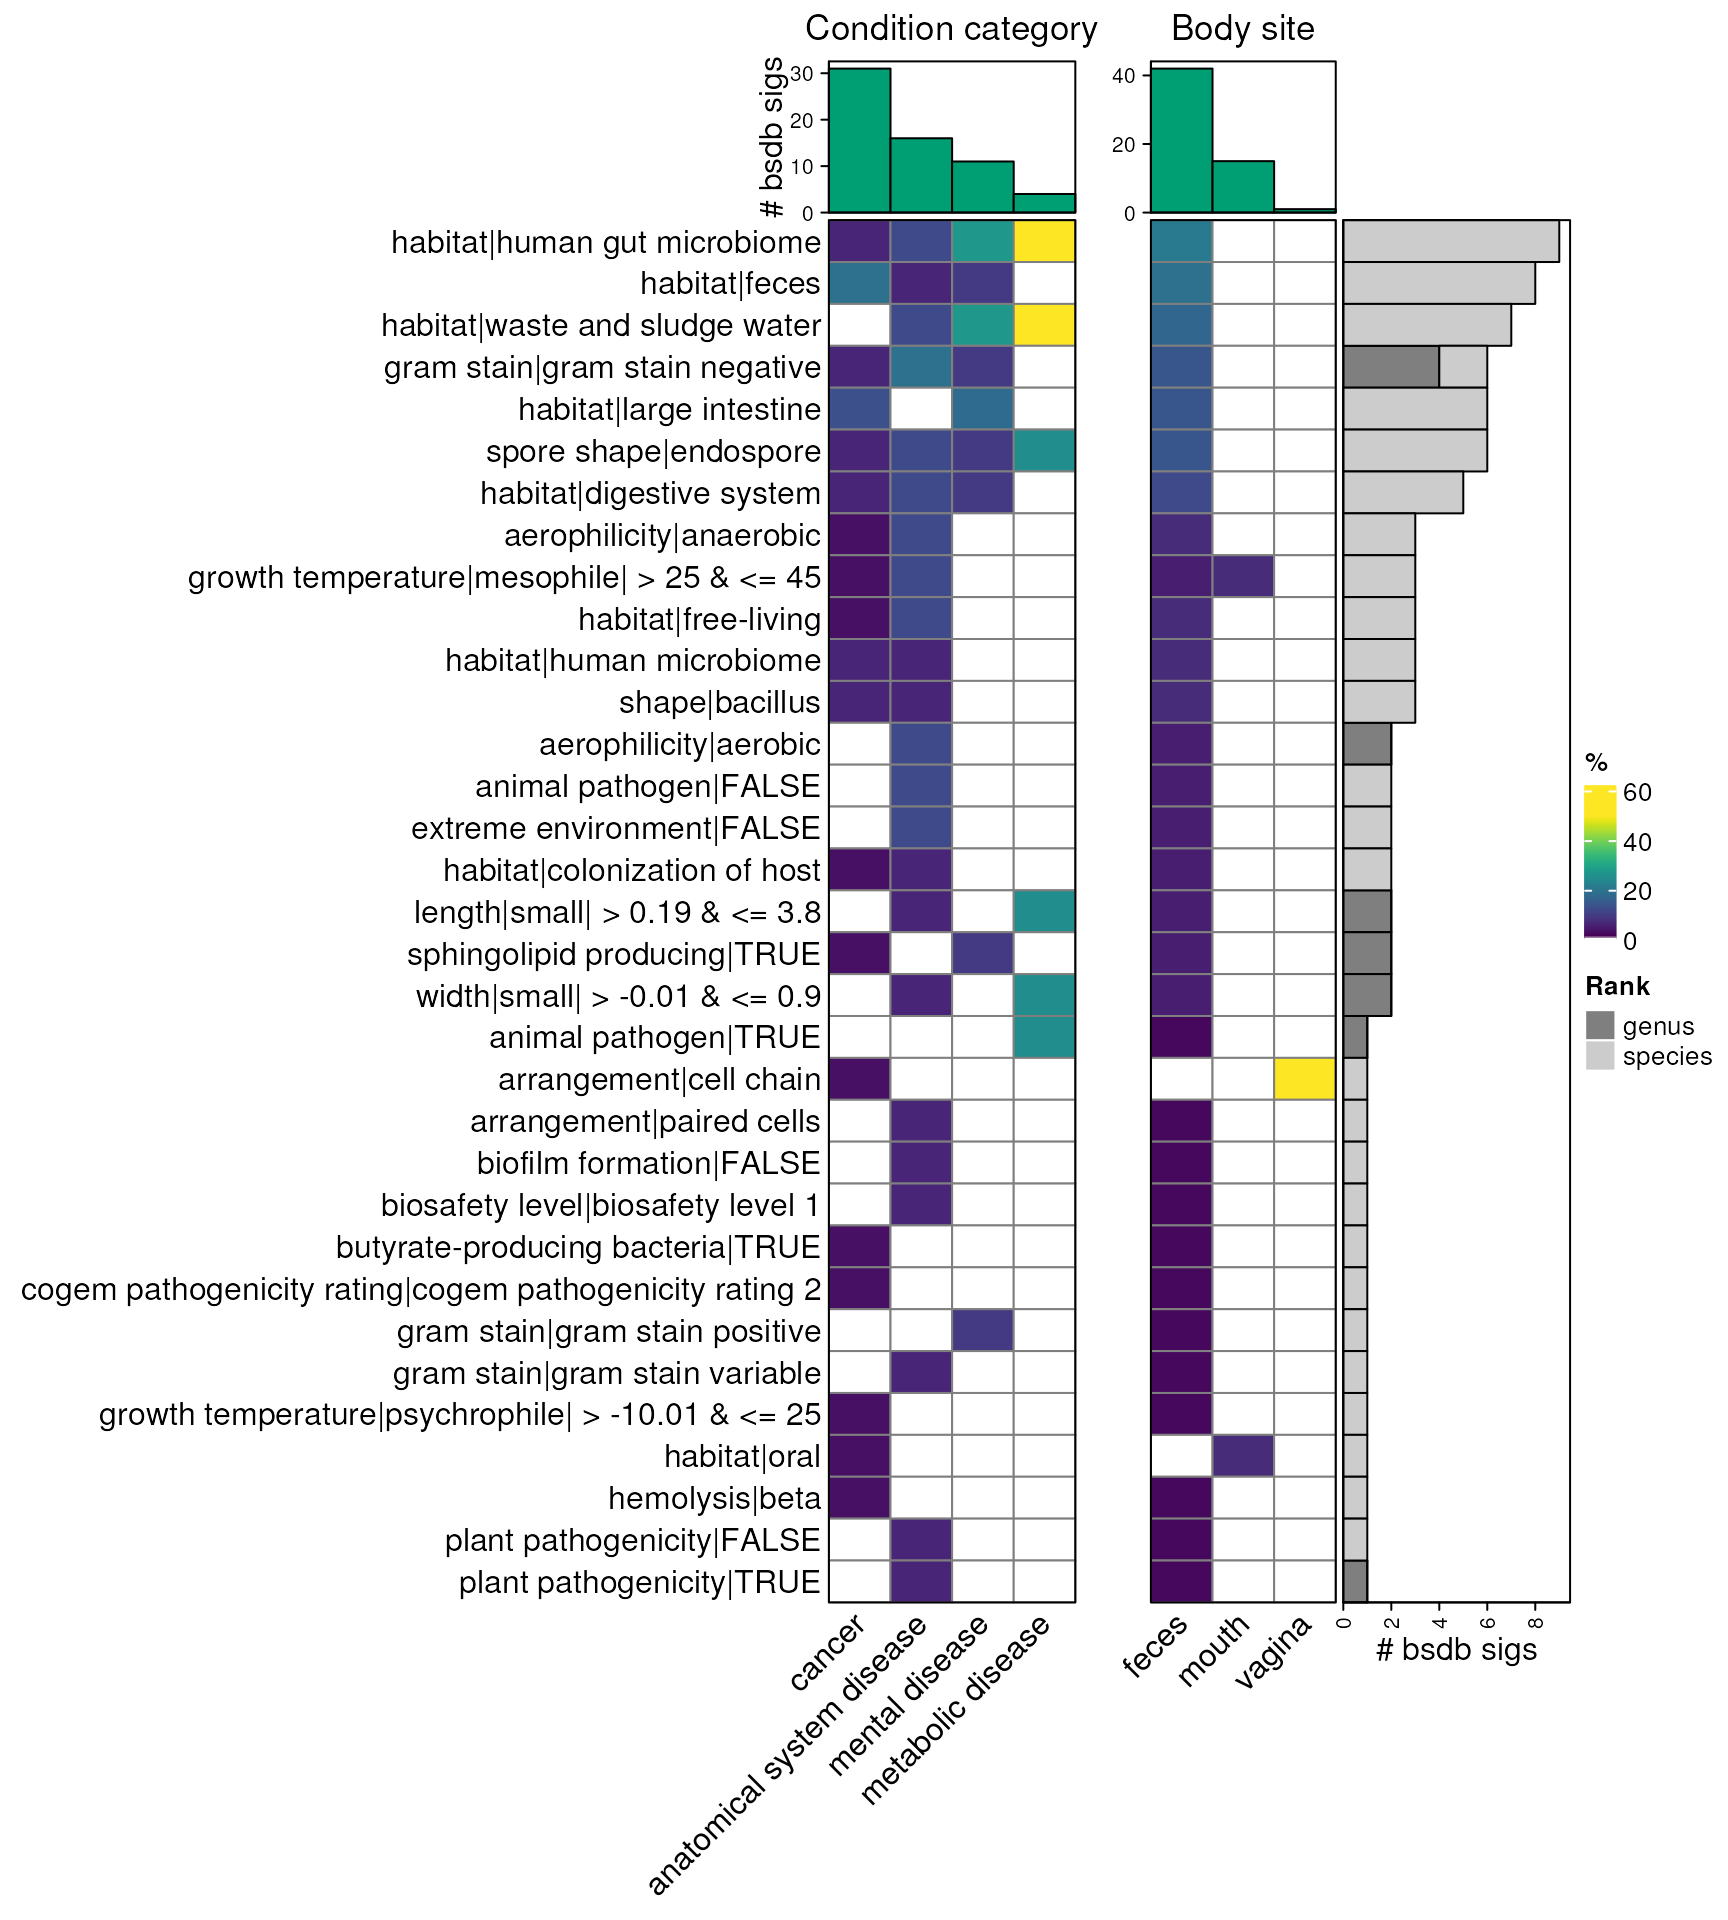 Condition category
Body site
# bsdb sigs
30
20
10
0
40
20
0
habitat|human gut microbiome
habitat|feces
habitat|waste and sludge water
gram stain|gram stain negative
habitat|large intestine
spore shape|endospore
habitat|digestive system
aerophilicity|anaerobic
growth temperature|mesophile| > 25 & <= 45
habitat|free-living
habitat|human microbiome
shape|bacillus
aerophilicity|aerobic
animal pathogen|FALSE
extreme environment|FALSE
habitat|colonization of host
length|small| > 0.19 & <= 3.8
sphingolipid producing|TRUE
width|small| > -0.01 & <= 0.9
animal pathogen|TRUE
arrangement|cell chain
arrangement|paired cells
biofilm formation|FALSE
biosafety level|biosafety level 1
butyrate-producing bacteria|TRUE
cogem pathogenicity rating|cogem pathogenicity rating 2
gram stain|gram stain positive
gram stain|gram stain variable
growth temperature|psychrophile| > -10.01 & <= 25
habitat|oral
hemolysis|beta
plant pathogenicity|FALSE
plant pathogenicity|TRUE
cancer
anatomical system disease
mental disease
metabolic disease
feces
mouth
vagina
0
2
4
6
8
# bsdb sigs
%
60
40
20
0
Rank
genus
species